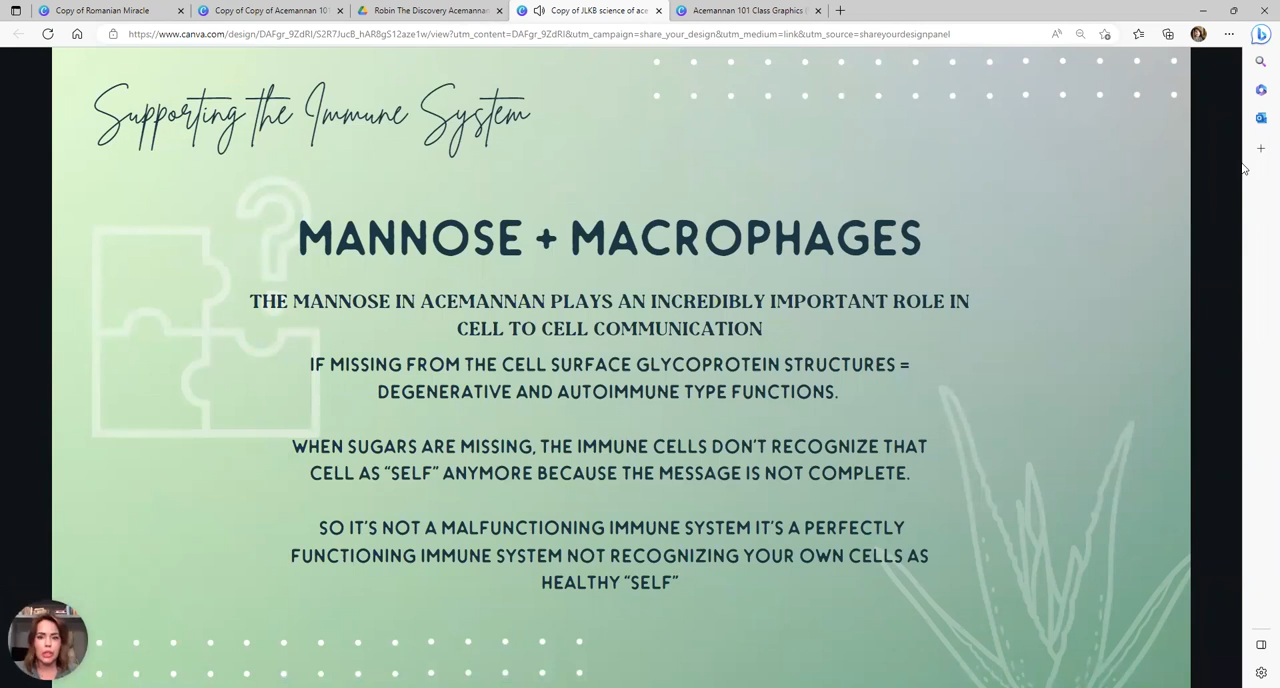 Copy of Romanian Miracle
Copy of Copy of Acemannan 101
Robin The Discovery Acemannan
Copy of JLKB science of ace
Acemannan 101 Class Graphics (
https://www.canva.com/design/DAFgr_9ZdRI/S2R7JucB_hAR8gS12aze1w/view?utm_content=DAFgr_9ZdRI&utm_campaign=share_your_design&utm_medium=link&utm_source=shareyourdesignpanel
Supporting the Immune System
?
MANNOSE + MACROPHAGES
THE MANNOSE IN ACEMANNAN PLAYS AN INCREDIBLY IMPORTANT ROLE IN
CELL TO CELL COMMUNICATION
IF MISSING FROM THE CELL SURFACE GLYCOPROTEIN STRUCTURES =
DEGENERATIVE AND AUTOIMMUNE TYPE FUNCTIONS.
WHEN SUGARS ARE MISSING, THE IMMUNE CELLS DON'T RECOGNIZE THAT
CELL AS "SELF" ANYMORE BECAUSE THE MESSAGE IS NOT COMPLETE.
SO IT'S NOT A MALFUNCTIONING IMMUNE SYSTEM IT'S A PERFECTLY
FUNCTIONING IMMUNE SYSTEM NOT RECOGNIZING YOUR OWN CELLS AS
HEALTHY "SELF"